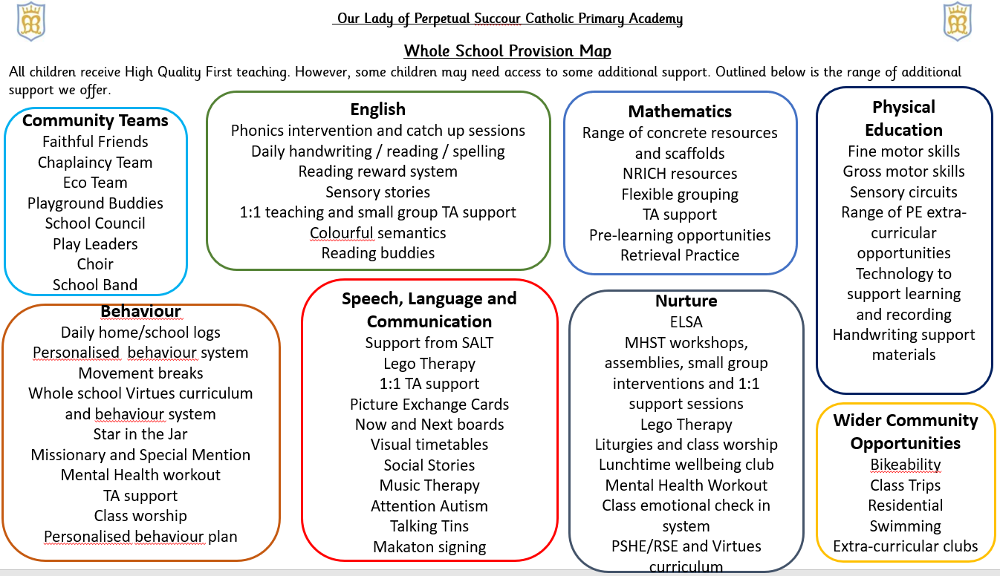 Our Lady of Perpetual Succour Catholic Primary Academy
Whole School Provision Map
All children receive High Quality First teaching. However, some children may need access to some additional support. Outlined below is the range of additional
support we offer.
Community Teams
Faithful Friends
Chaplaincy Team
Eco Team
Playground Buddies
School Council
Play Leaders
Choir
School Band
English
Phonics intervention and catch up sessions
Daily handwriting / reading / spelling
Reading reward system
Sensory stories
1:1 teaching and small group TA support
Colourful semantics
Reading buddies
Mathematics
Range of concrete resources
and scaffolds
NRICH resources
Flexible grouping
TA support
Pre-learning opportunities
Retrieval Practice
Physical
Education
Fine motor skills
Gross motor skills
Sensory circuits
Range of PE extra-
curricular
opportunities
Technology to
support learning
and recording
Handwriting support
materials
Behaviour
Daily home/school logs
Personalised behaviour system
Movement breaks
Whole school Virtues curriculum
and behaviour system
Star in the Jar
Missionary and Special Mention
Mental Health workout
TA support
Class worship
Personalised behaviour plan
Speech, Language and
Communication
Support from SALT
Lego Therapy
1:1 TA support
Picture Exchange Cards
Now and Next boards
Visual timetables
Social Stories
Music Therapy
Attention Autism
Talking Tins
Makaton signing
Nurture
ELSA
MHST workshops,
assemblies, small group
interventions and 1:1
support sessions
Lego Therapy
Liturgies and class worship
Lunchtime wellbeing club
Mental Health Workout
Class emotional check in
system
PSHE/RSE and Virtues
curriculum
Wider Community
Opportunities
Bikeability
Class Trips
Residential
Swimming
Extra-curricular clubs